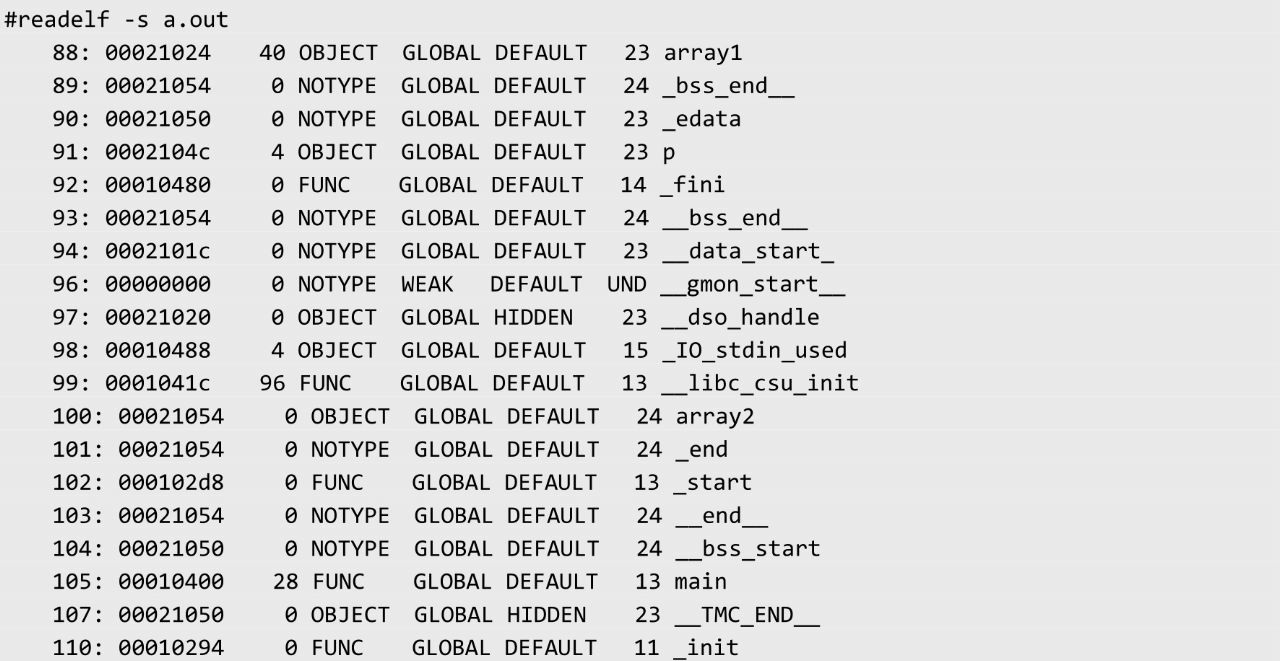 #readelf -s a.out
88: 00021024 40 OBJECT GLOBAL DEFAULT 23 array1
89: 00021054 0 NOTYPE GLOBAL DEFAULT 24 _bss_end__
90: 00021050 0 NOTYPE GLOBAL DEFAULT 23 _edata
91: 0002104c 4 OBJECT GLOBAL DEFAULT 23 p
92: 00010480 0 FUNC GLOBAL DEFAULT 14 _fini
93: 00021054 0 NOTYPE GLOBAL DEFAULT 24 __bss_end__
94: 0002101c 0 NOTYPE GLOBAL DEFAULT 23 __data_start_
96: 00000000 0 NOTYPE WEAK DEFAULT UND __gmon_start__
97: 00021020 0 OBJECT GLOBAL HIDDEN 23 __dso_handle
98: 00010488 4 OBJECT GLOBAL DEFAULT 15 _IO_stdin_used
99: 0001041c 96 FUNC GLOBAL DEFAULT 13 __libc_csu_init
100: 00021054 0 OBJECT GLOBAL DEFAULT 24 array2
101: 00021054 0 NOTYPE GLOBAL DEFAULT 24 _end
102: 000102d8 0 FUNC GLOBAL DEFAULT 13 _start
103: 00021054 0 NOTYPE GLOBAL DEFAULT 24 __end__
104: 00021050 0 NOTYPE GLOBAL DEFAULT 24 __bss_start
105: 00010400 28 FUNC GLOBAL DEFAULT 13 main
107: 00021050 0 OBJECT GLOBAL HIDDEN 23 __TMC_END__
110: 00010294 0 FUNC GLOBAL DEFAULT 11 _init